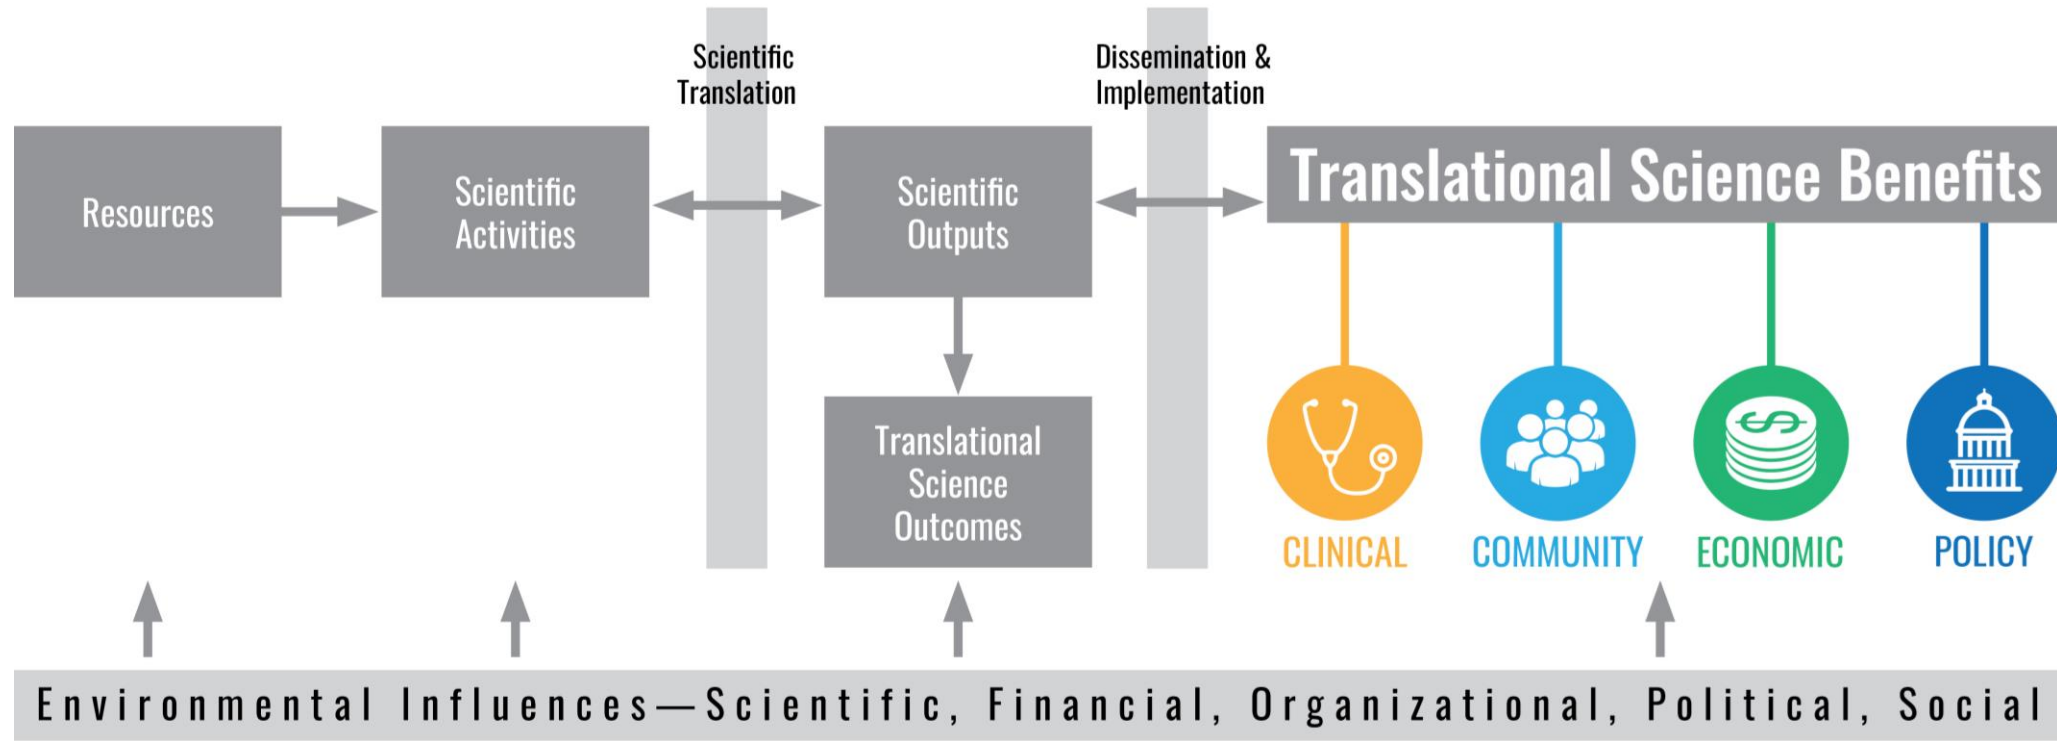 Scientific
Translation
Dissemination &
Implementation
Resources
Scientific
Activities
Scientific
Outputs
Translational Science Benefits
Translational
Science
Outcomes
CLINICAL
COMMUNITY
ECONOMIC
POLICY
Environmental Influences—Scientific, Financial, Organizational, Political, Social